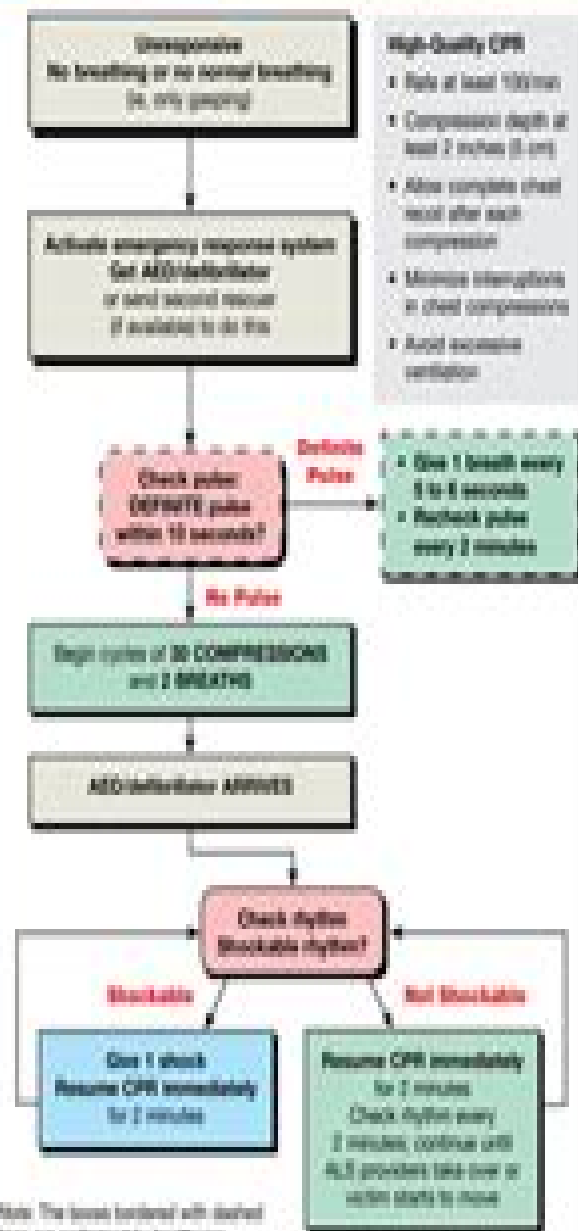 Unresponsive
No breathing or no normal breathing
(ie, only gasping)
High-Quality CPR
• Rate at least 100/min
• Compression depth at
least 2 inches (5 cm)
• Allow complete chest
recoil after each
compression
• Minimize interruptions
in chest compressions
• Avoid excessive
ventilation
Activate emergency response system
Get AED/defibrillator
or send second rescuer
(if available) to do this
Check pulse:
DEFINITE pulse
within 10 seconds?
Definite
Pulse
• Give 1 breath every
5 to 6 seconds
• Recheck pulse
every 2 minutes
No Pulse
Begin cycles of 30 COMPRESSIONS
and 2 BREATHS
AED/defibrillator ARRIVES
Check rhythm
Shockable rhythm?
Shockable
Not Shockable
Give 1 shock
Resume CPR immediately
for 2 minutes
Resume CPR immediately
for 2 minutes
Check rhythm every
2 minutes; continue until
ALS providers take over or
victim starts to move
Note: The boxes bordered with dashed